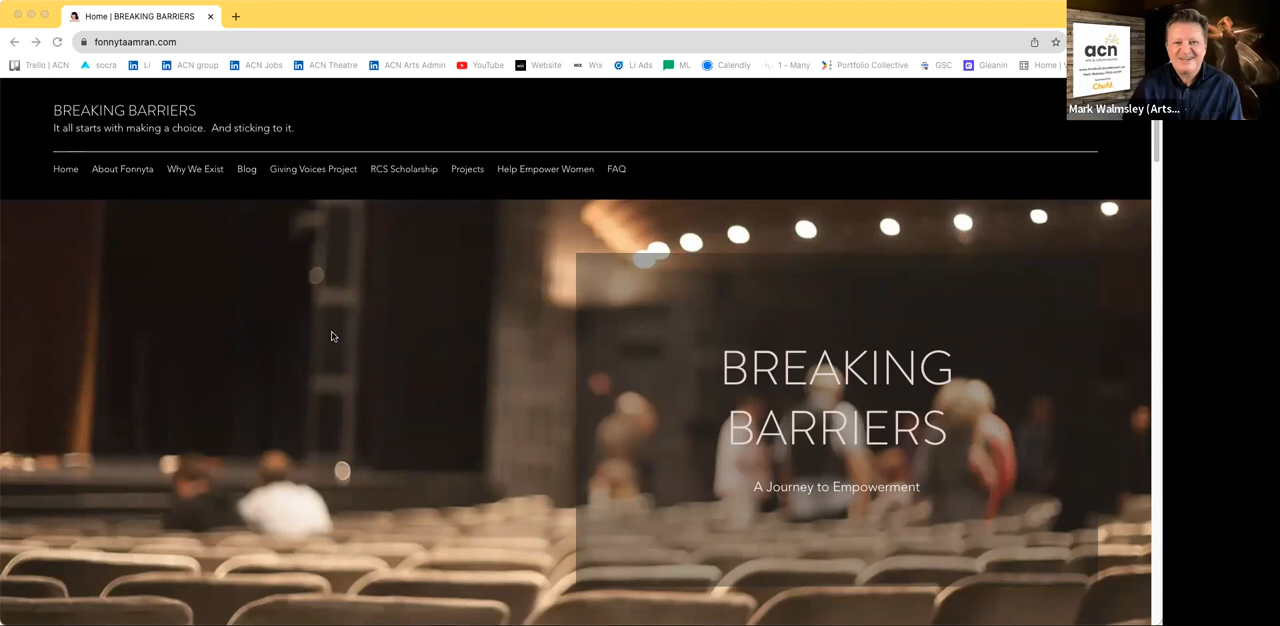 Home | BREAKING BARRIERS
fonnytaamran.com
Trello | ACN socra Li ACN group ACN Jobs ACN Theatre ACN Arts Admin YouTube Website Wix Li Ads ML Calendly 1 - Many Portfolio Collective GSC Gleanin Home |
acn
Chufd.
Mark Walmsley (Arts...
BREAKING BARRIERS
It all starts with making a choice. And sticking to it.
Home About Fonnyta Why We Exist Blog Giving Voices Project RCS Scholarship Projects Help Empower Women FAQ
BREAKING
BARRIERS
A Journey to Empowerment